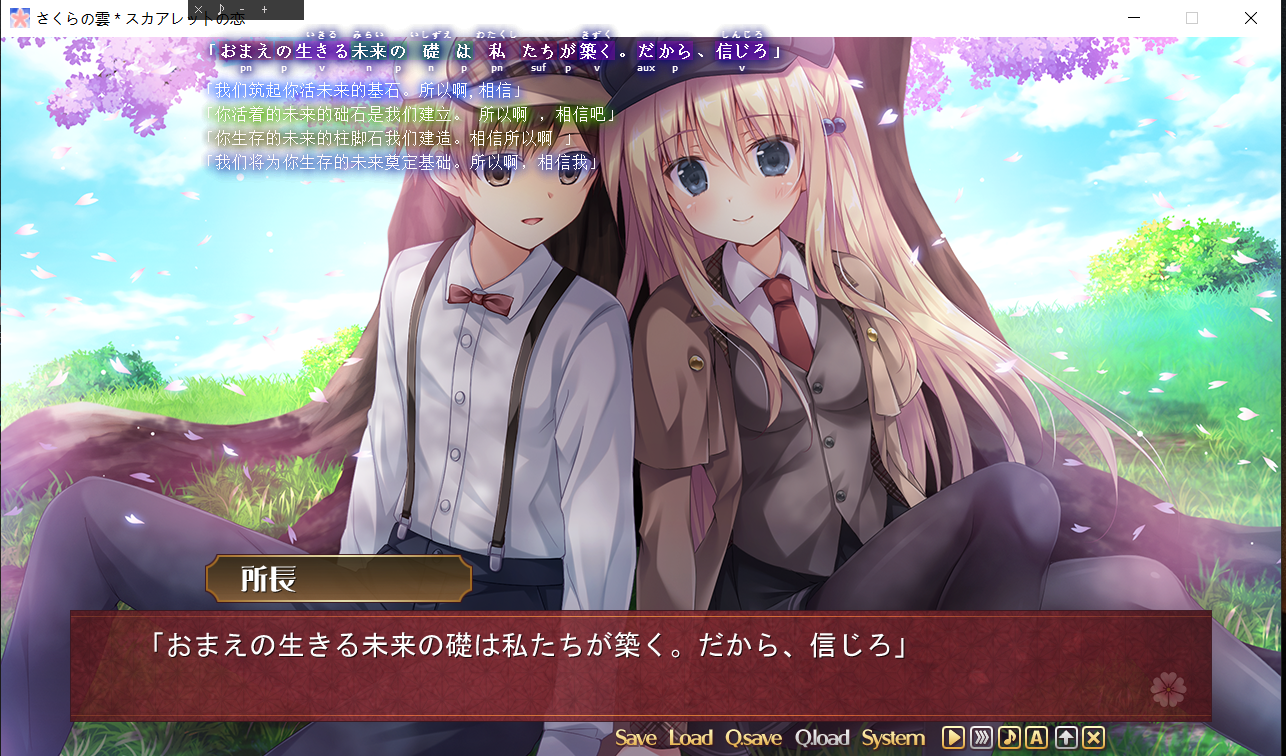 さくらの雲＊スカアレットの恋
× ♪ - +
いきる みらい いしずえ わたくし きずく しんじろ
「おまえの生きる未来の 礎 は 私 たちが築く。だから、信じろ」
pn p v n p n p pn suf p v aux p v
「我们筑起你活未来的基石。所以啊,相信」
「你活着的未来的础石是我们建立。 所以啊 ，相信吧」
「你生存的未来的柱脚石我们建造。相信所以啊 」
「我们将为你生存的未来奠定基础。所以啊，相信我」
所長
「おまえの生きる未来の礎は私たちが築く。だから、信じろ」
Save Load Q.save Q.load System A